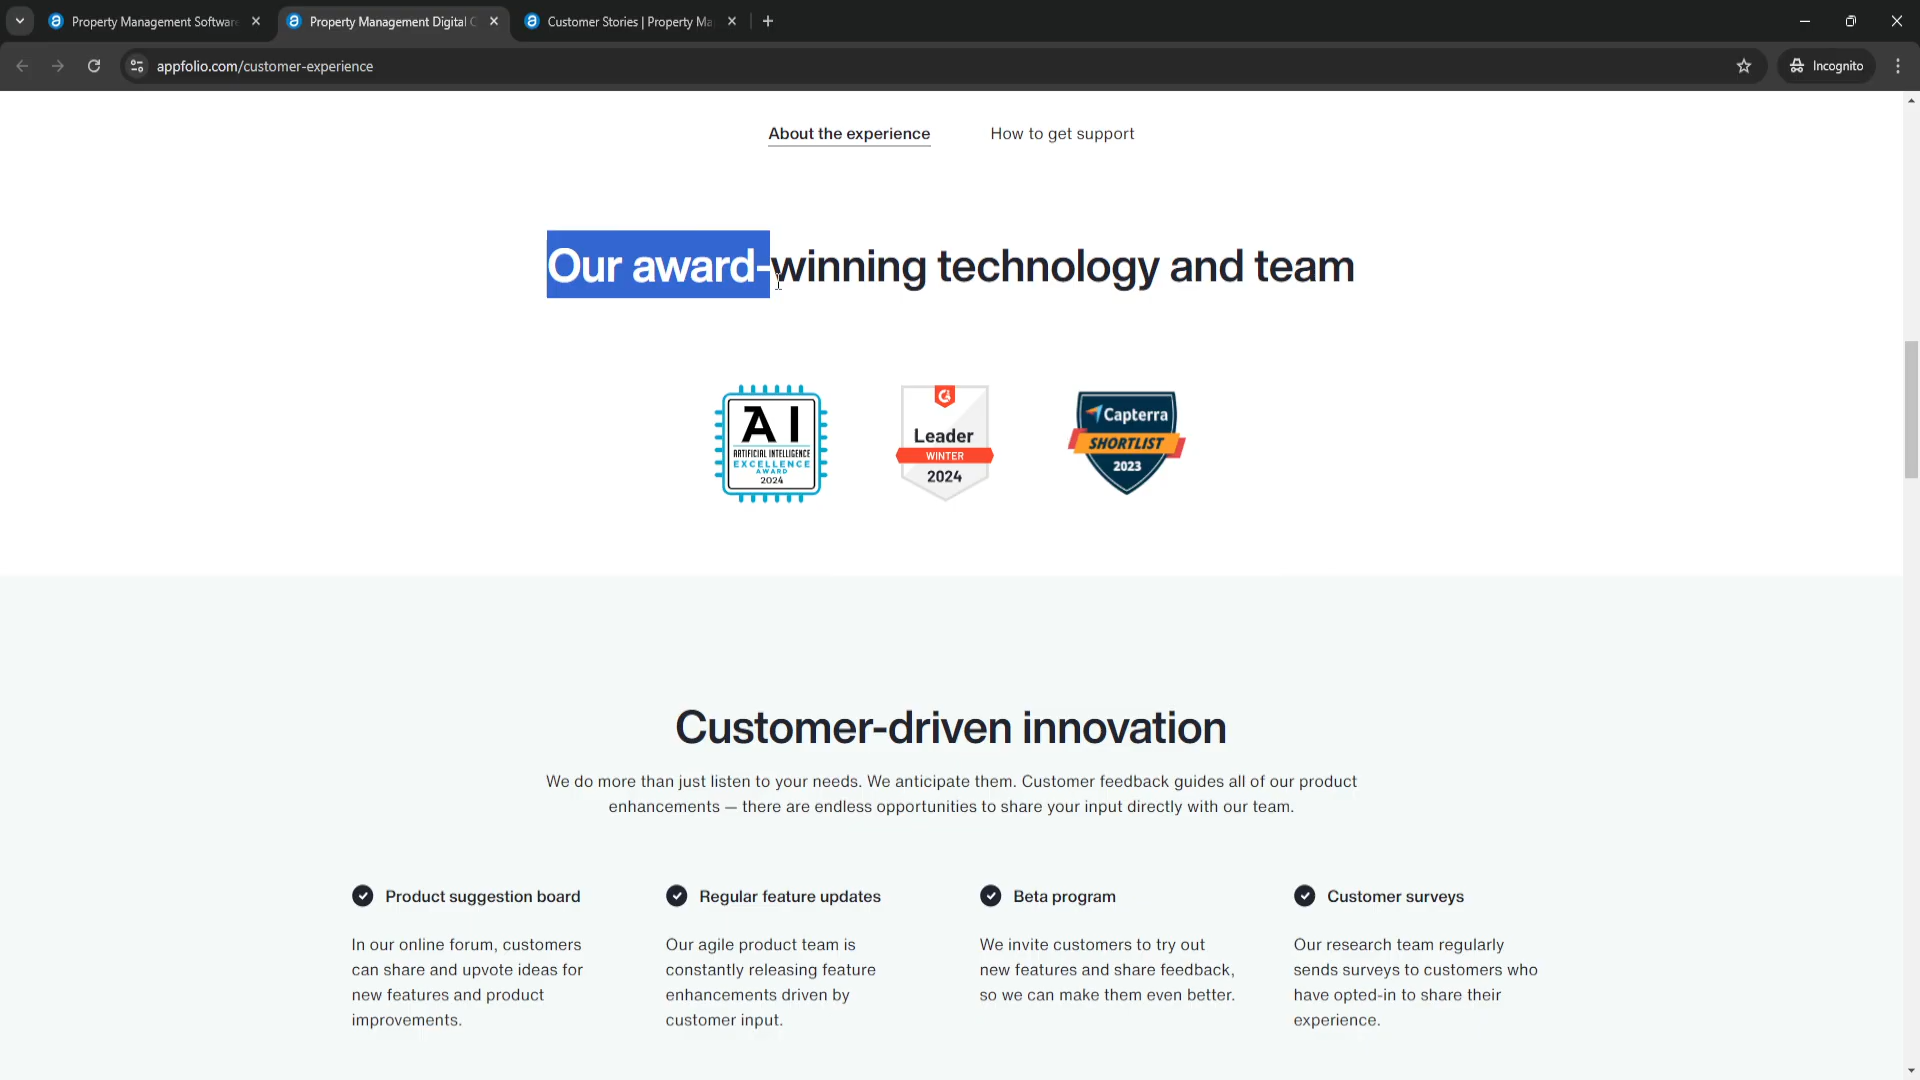 Property Management Software
Property Management Digital C
Customer Stories | Property Ma
appfolio.com/customer-experience
Incognito
About the experience
How to get support
Our award-winning technology and team
AI
ARTIFICIAL INTELLIGENCE
EXCELLENCE
AWARD
2024
Leader
WINTER
2024
Capterra
SHORTLIST
2023
Customer-driven innovation
We do more than just listen to your needs. We anticipate them. Customer feedback guides all of our product
enhancements — there are endless opportunities to share your input directly with our team.
Product suggestion board
In our online forum, customers
can share and upvote ideas for
new features and product
improvements.
Regular feature updates
Our agile product team is
constantly releasing feature
enhancements driven by
customer input.
Beta program
We invite customers to try out
new features and share feedback,
so we can make them even better.
Customer surveys
Our research team regularly
sends surveys to customers who
have opted-in to share their
experience.